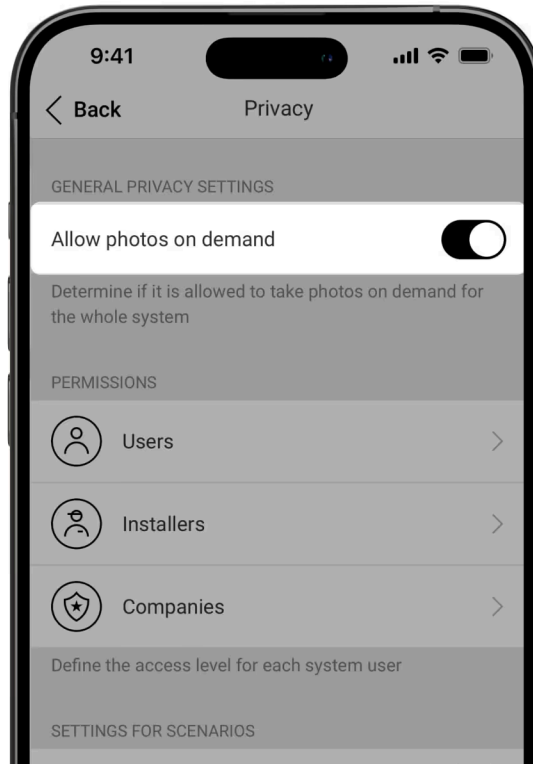 9:41
Back
Privacy
GENERAL PRIVACY SETTINGS
Allow photos on demand
Determine if it is allowed to take photos on demand for
the whole system
PERMISSIONS
Users
Installers
Companies
Define the access level for each system user
SETTINGS FOR SCENARIOS